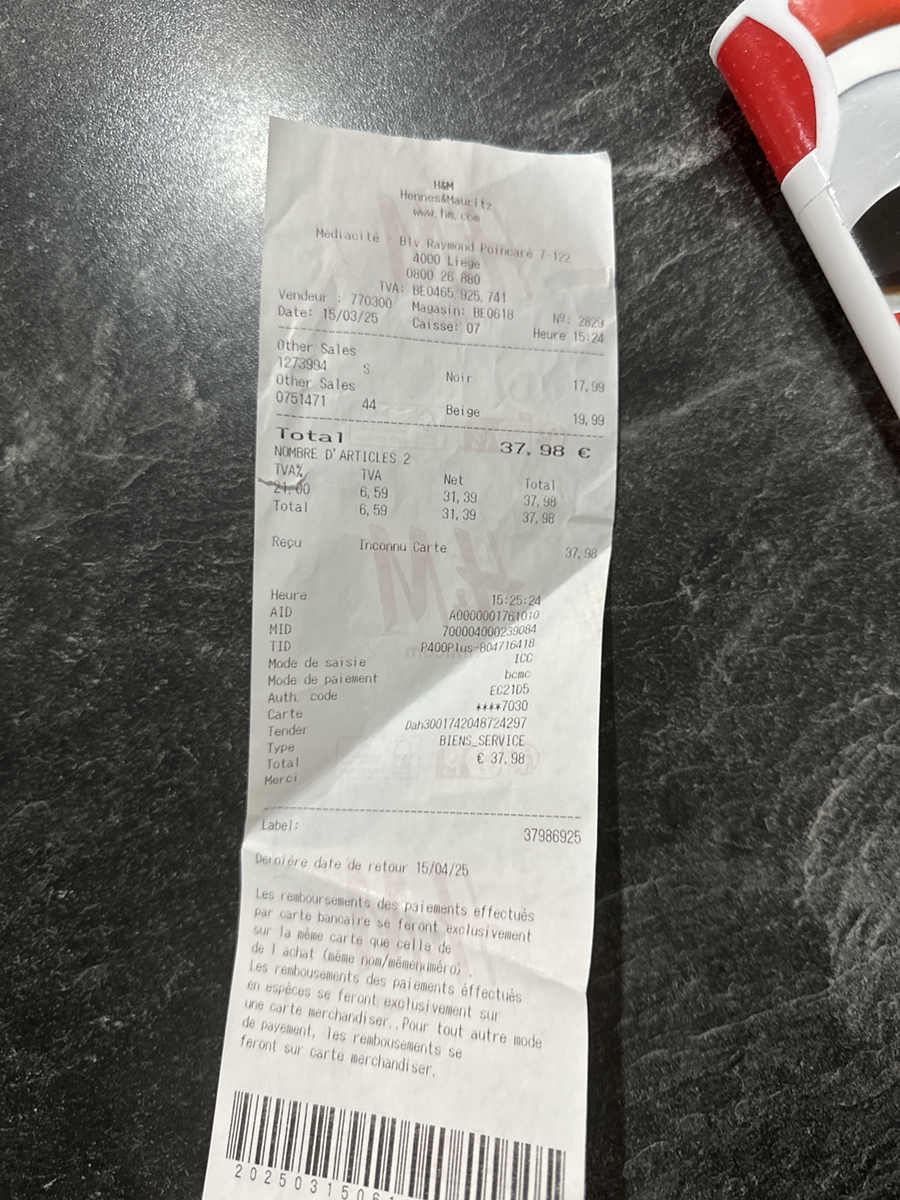 H&M
Hennes&Mauritz
www.hm.com
Médiacité - Blv Raymond Poincaré 7-122
4000 Liege
0800 26 880
TVA: BE0465.925.741
Vendeur : 770300 Magasin: BE0618 Nº: 2829
Date: 15/03/25 Caisse: 07 Heure 15:24
Other Sales
1273994 S Noir 17,99
Other Sales
0751471 44 Beige 19,99
Total 37,98 €
NOMBRE D'ARTICLES 2
TVA% TVA Net Total
21.00 6,59 31,39 37,98
Total 6,59 31,39 37,98
Reçu Inconnu Carte 37,98
Heure 15:25:24
AID A0000001761010
MID 700004000239084
TID P400Plus-804716418
Mode de saisie ICC
Mode de paiement bcmc
Auth. code EC21D5
Carte ****7030
Tender Dah3001742048724297
Type BIENS_SERVICE
Total € 37,98
Merci
Label: 37986925
Dernière date de retour 15/04/25
Les remboursements des paiements effectués
par carte bancaire se feront exclusivement
sur la même carte que celle de
de l achat (même nom/mêmenuméro).
Les rembousements des paiements éffectués
en espèces se feront exclusivement sur
une carte merchandiser..Pour tout autre mode
de payement, les rembousements se
feront sur carte merchandiser.